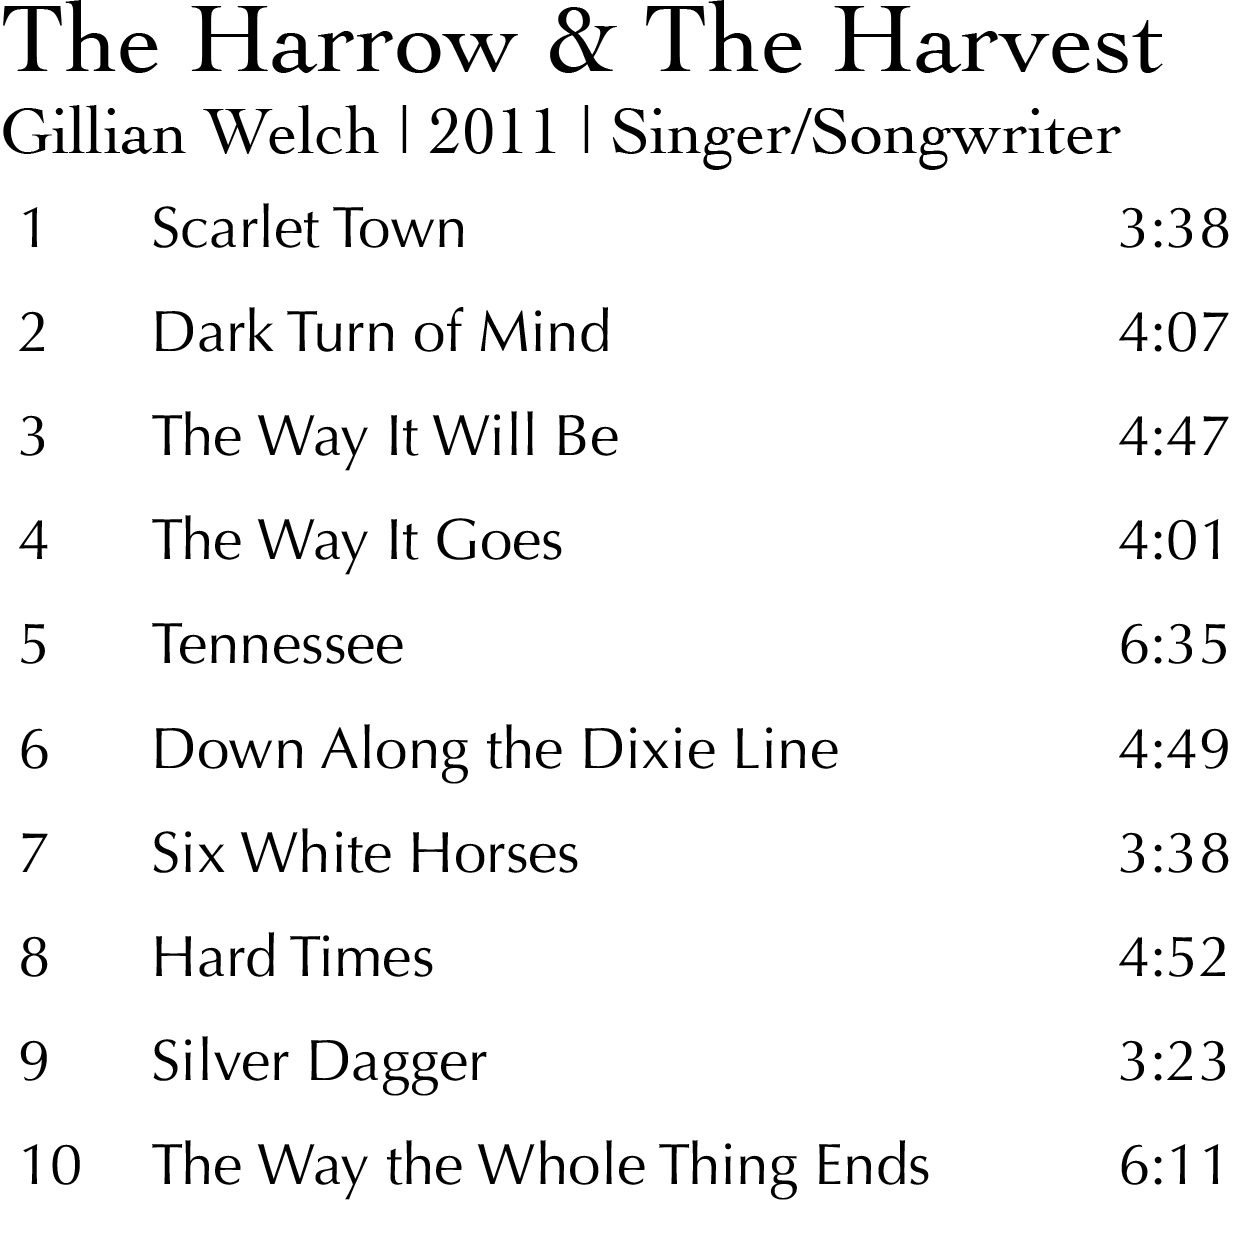 The Harrow & The Harvest
Gillian Welch | 2011 | Singer/Songwriter
1 Scarlet Town 3:38
2 Dark Turn of Mind 4:07
3 The Way It Will Be 4:47
4 The Way It Goes 4:01
5 Tennessee 6:35
6 Down Along the Dixie Line 4:49
7 Six White Horses 3:38
8 Hard Times 4:52
9 Silver Dagger 3:23
10 The Way the Whole Thing Ends 6:11